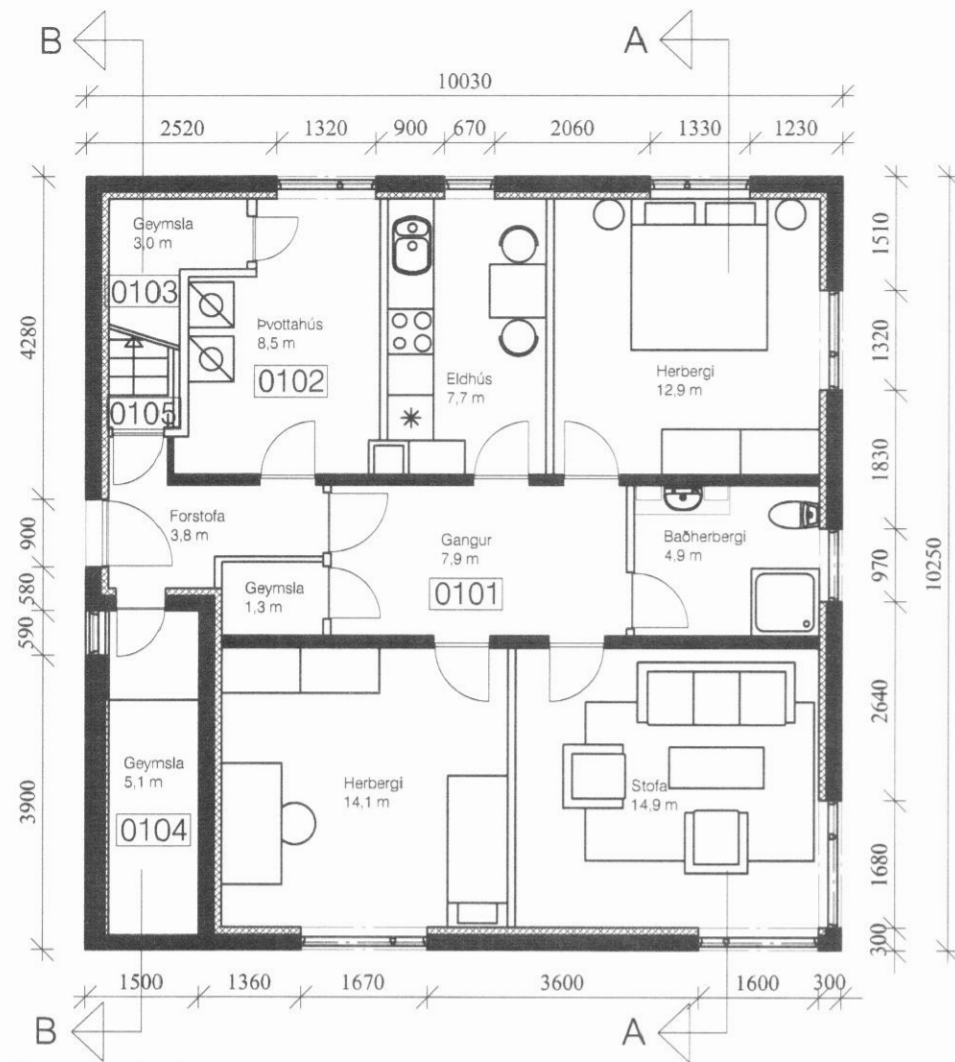 B
A
10030
2520
1320
900
670
2060
1330
1230
4280
900
580
590
3900
1510
1320
1830
970
2640
1680
300
10250
Geymsla
3,0 m
0103
0105
Þvottahús
8,5 m
0102
Eldhús
7,7 m
Herbergi
12,9 m
Forstofa
3,8 m
Geymsla
1,3 m
Gangur
7,9 m
0101
Baðherbergi
4,9 m
Geymsla
5,1 m
0104
Herbergi
14,1 m
Stofa
14,9 m
1500
1360
1670
3600
1600
300
B
A